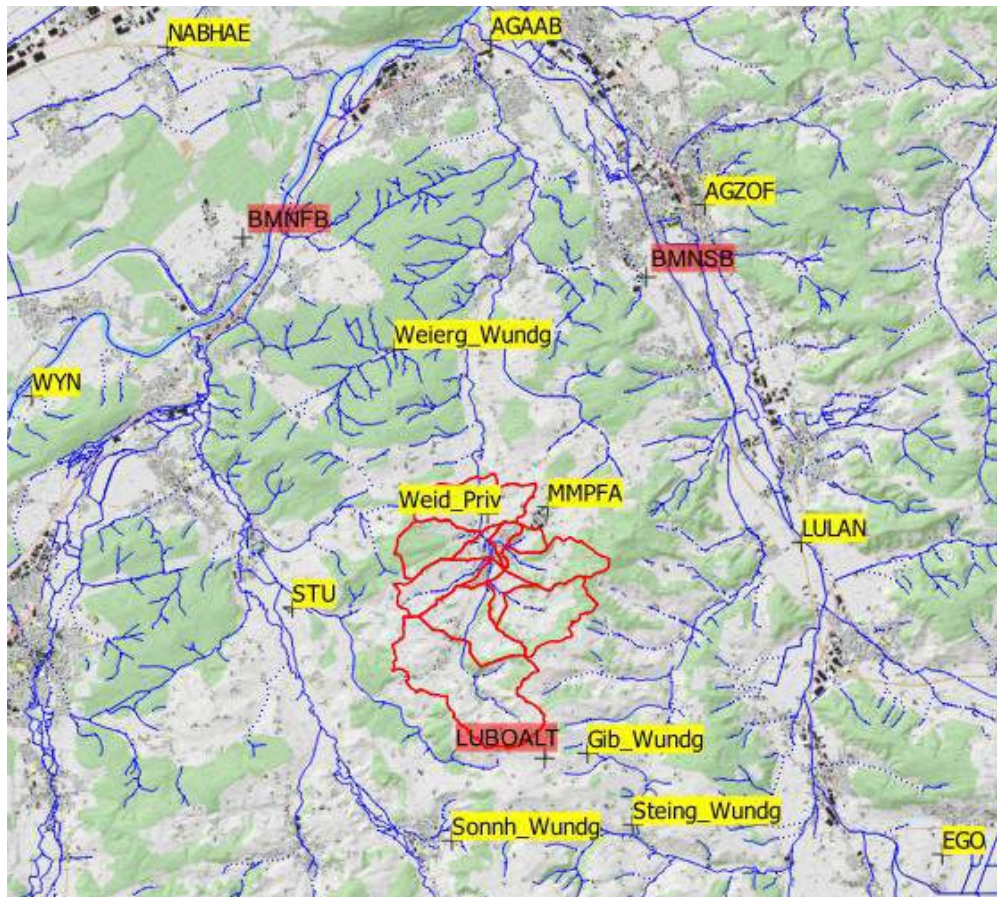 NABHAE
AGAAB
AGZOF
BMNFB
BMNSB
Weierg_Wundg
WYN
Weid_Priv
MMPFA
LULAN
STU
LUBOALT
Gib_Wundg
Steing_Wundg
Sonnh_Wundg
EGO